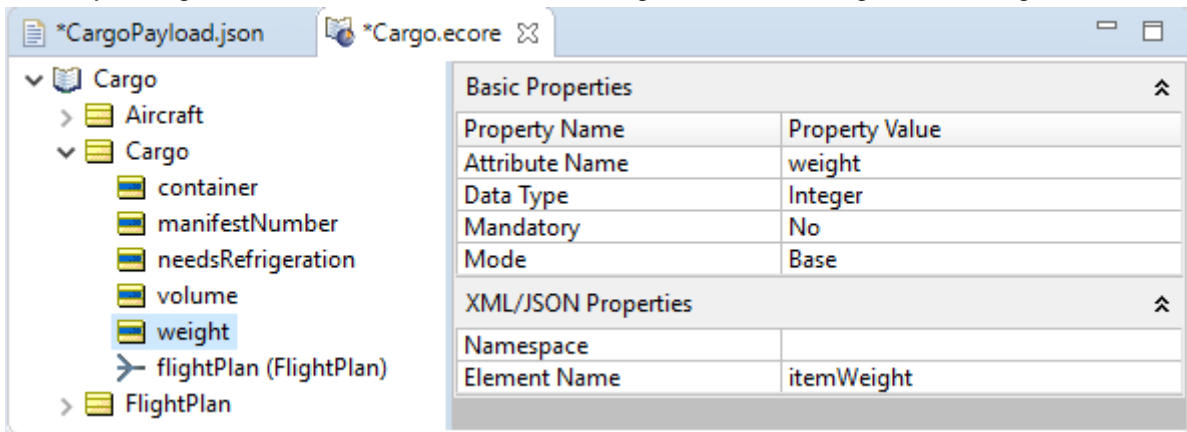 *CargoPayload.json
*Cargo.ecore
Cargo
Aircraft
Cargo
container
manifestNumber
needsRefrigeration
volume
weight
flightPlan (FlightPlan)
FlightPlan
Basic Properties
Property Name Property Value
Attribute Name weight
Data Type Integer
Mandatory No
Mode Base
XML/JSON Properties
Namespace
Element Name itemWeight